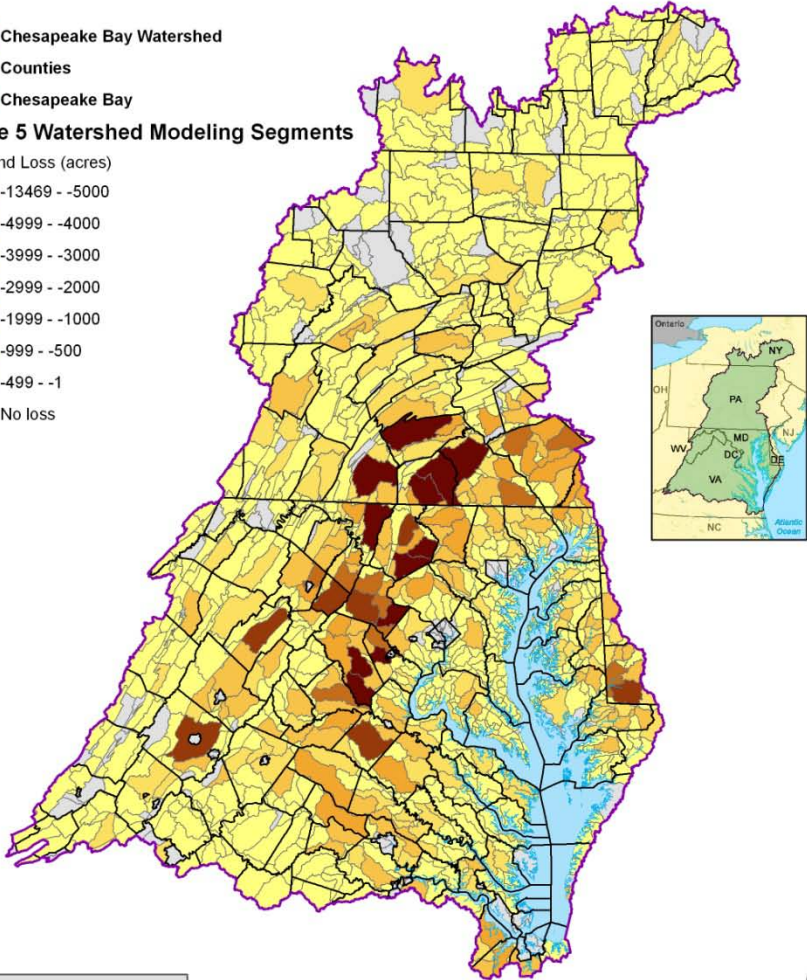 Chesapeake Bay Watershed
Counties
Chesapeake Bay
e 5 Watershed Modeling Segments
nd Loss (acres)
-13469 - -5000
-4999 - -4000
-3999 - -3000
-2999 - -2000
-1999 - -1000
-999 - -500
-499 - -1
No loss
Ontario
NY
OH
PA
NJ
MD
WV
DC
DE
VA
NC
Atlantic
Ocean